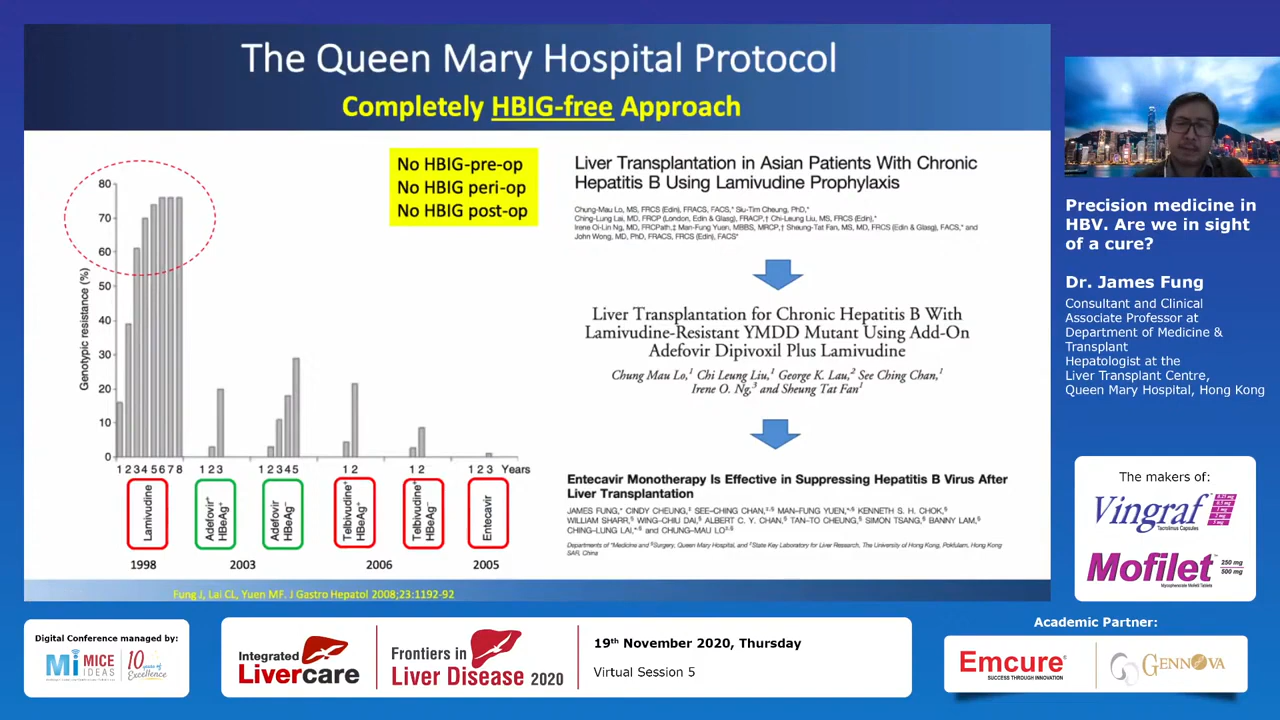 The Queen Mary Hospital Protocol
Completely HBIG-free Approach
No HBIG-pre-op
No HBIG peri-op
No HBIG post-op
Genotypic resistance (%)
80
70
60
50
40
30
20
10
0
1 2 3 4 5 6 7 8
1 2 3
1 2 3 4 5
1 2
1 2
1 2 3
Years
Lamivudine
Adefovir+
HBeAg+
Adefovir
HBeAg-
Telbivudine+
HBeAg+
Telbivudine+
HBeAg-
Entecavir
1998
2003
2006
2005
Liver Transplantation in Asian Patients With Chronic
Hepatitis B Using Lamivudine Prophylaxis
Chung-Mau Lo, MS, FRCS (Edin), FRACS, FACS,* Siu-Tim Cheung, PhD,*
Ching-Lung Lai, MD, FRCP (London, Edin & Glasg), FRACP,† Chi-Leung Liu, MS, FRCS (Edin),*
Irene Oi-Lin Ng, MD, FRCPath,‡ Man-Fung Yuen, MBBS, MRCP,† Sheung-Tat Fan, MS, MD, FRCS (Edin & Glasg), FACS,* and
John Wong, MD, PhD, FRACS, FRCS (Edin), FACS*
Liver Transplantation for Chronic Hepatitis B With
Lamivudine-Resistant YMDD Mutant Using Add-On
Adefovir Dipivoxil Plus Lamivudine
Chung Mau Lo,1 Chi Leung Liu,1 George K. Lau,2 See Ching Chan,1
Irene O. Ng,3 and Sheung Tat Fan1
Entecavir Monotherapy Is Effective in Suppressing Hepatitis B Virus After
Liver Transplantation
JAMES FUNG,* CINDY CHEUNG,‡ SEE-CHING CHAN,‡,§ MAN-FUNG YUEN,*,§ KENNETH S. H. CHOK,§
WILLIAM SHARR,§ WING-CHIU DAI,§ ALBERT C. Y. CHAN,§ TAN-TO CHEUNG,§ SIMON TSANG,§ BANNY LAM,§
CHING-LUNG LAI,*,§ and CHUNG-MAU LO‡,§
Departments of *Medicine and §Surgery, Queen Mary Hospital, and ‡State Key Laboratory for Liver Research, The University of Hong Kong, Pokfulam, Hong Kong
SAR, China
Fung J, Lai CL, Yuen MF. J Gastro Hepatol 2008;23:1192-92
Precision medicine in
HBV. Are we in sight
of a cure?
Dr. James Fung
Consultant and Clinical
Associate Professor at
Department of Medicine &
Transplant
Hepatologist at the
Liver Transplant Centre,
Queen Mary Hospital, Hong Kong
The makers of:
Vingraf
Tacrolimus Capsules
Mofilet
Mycophenolate Mofetil Tablets
250 mg
500 mg
Digital Conference managed by:
Mi MICE
IDEAS
10 years of
Excellence
Integrated
Livercare
Frontiers in
Liver Disease 2020
19th November 2020, Thursday
Virtual Session 5
Academic Partner:
Emcure®
SUCCESS THROUGH INNOVATION
GENNOVA